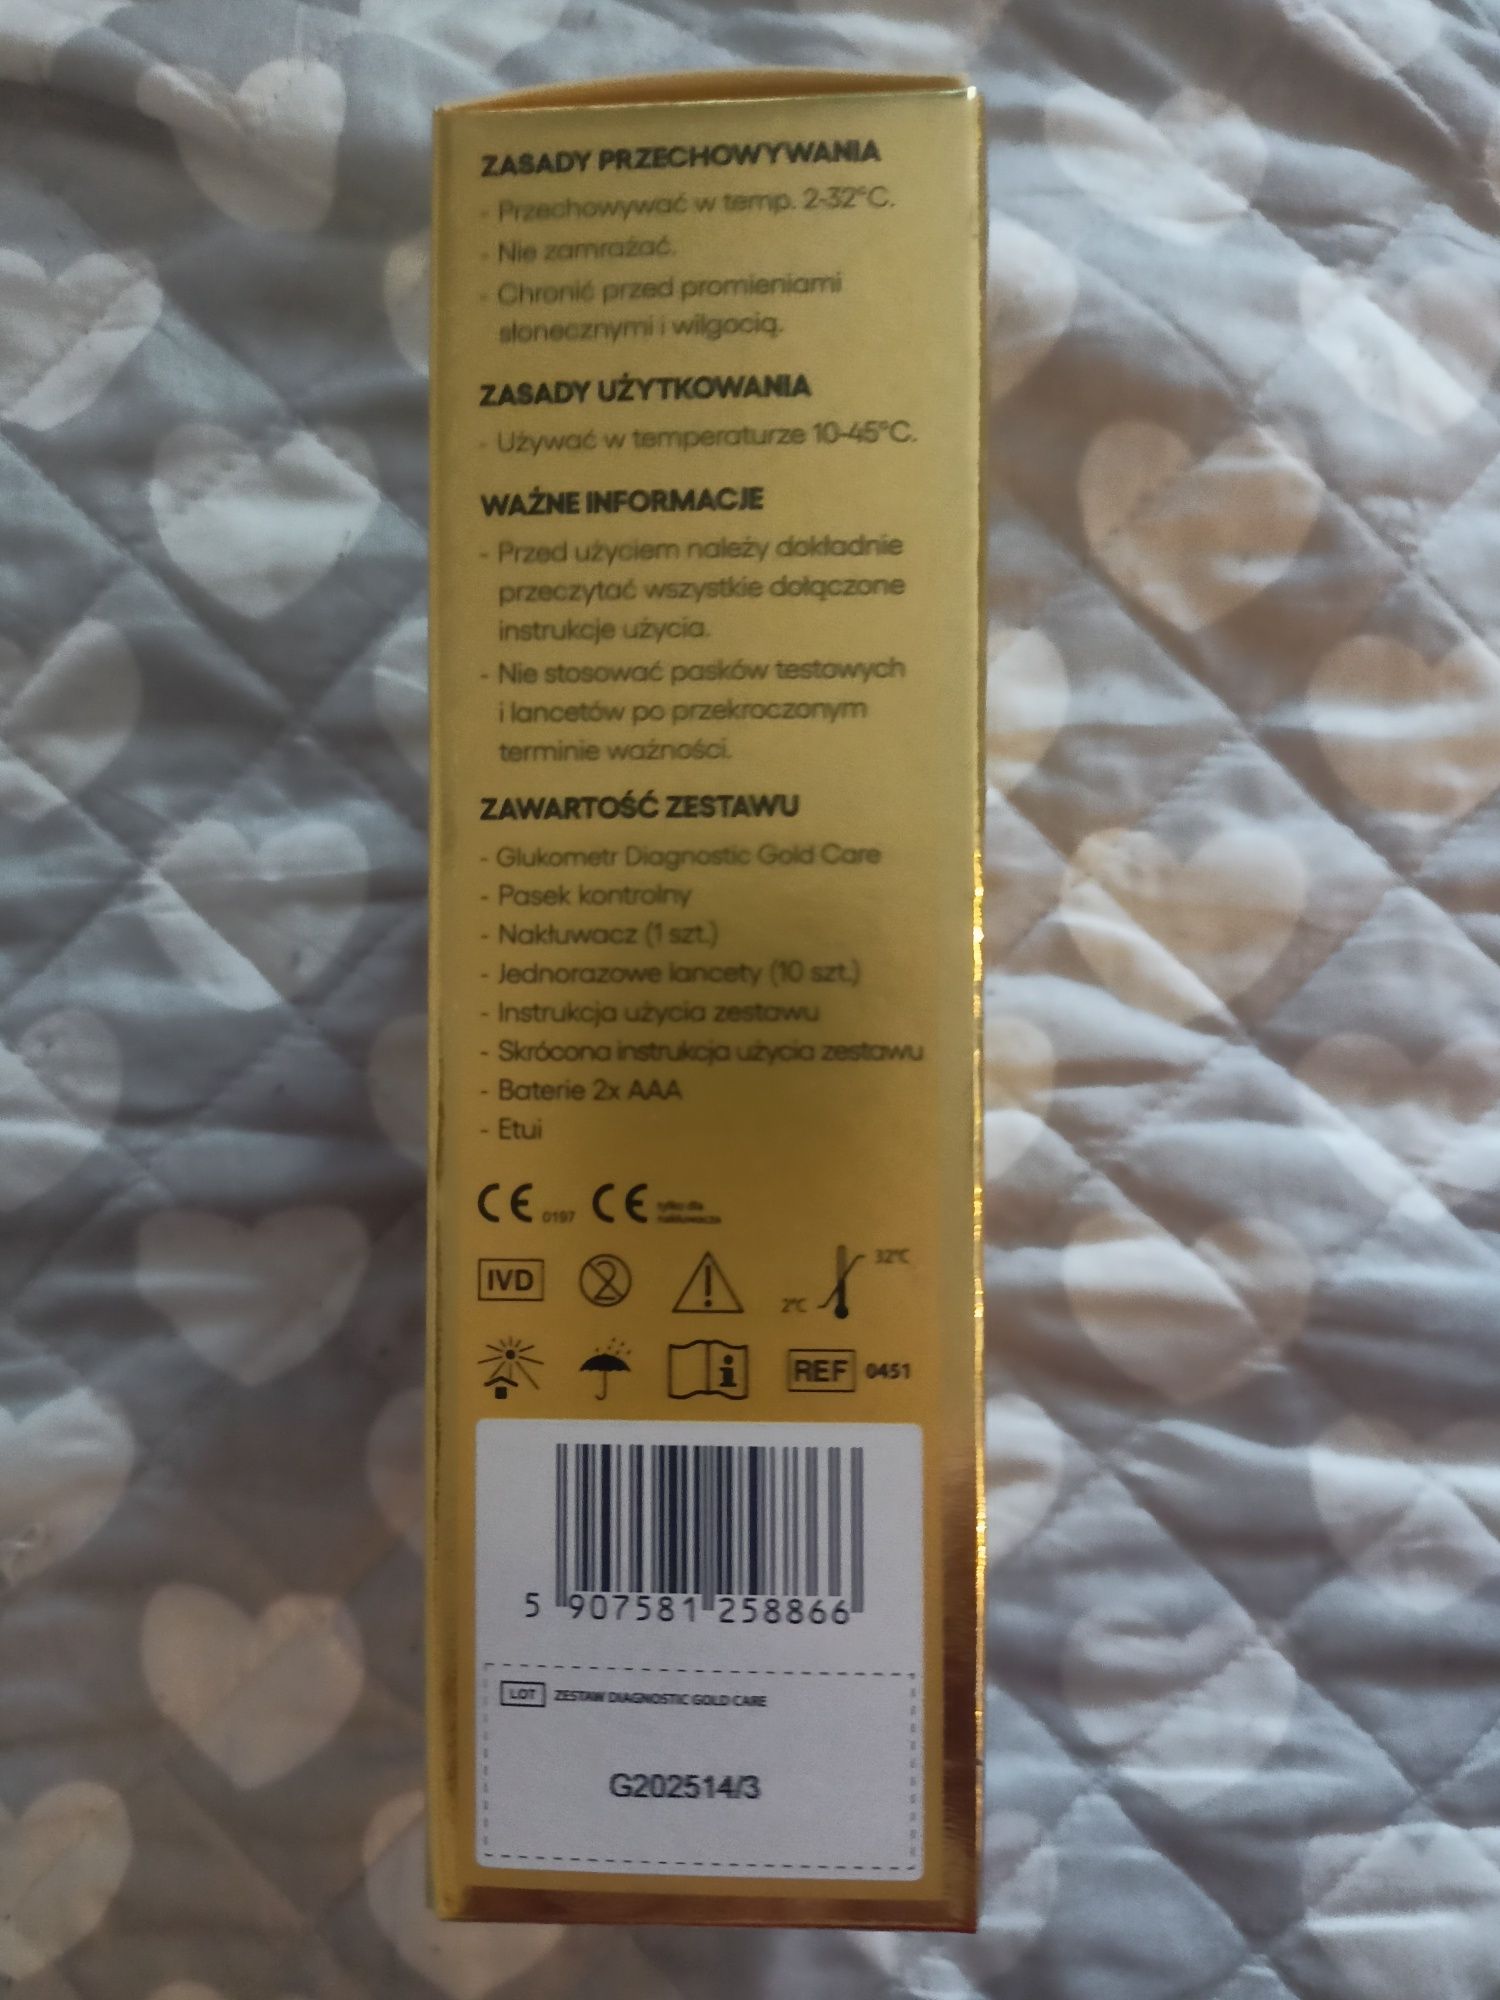 ZASADY PRZECHOWYWANIA
- Przechowywać w temp. 2-32°C.
- Nie zamrażać.
- Chronić przed promieniami
słonecznymi i wilgocią.
ZASADY UŻYTKOWANIA
- Używać w temperaturze 10-45°C.
WAŻNE INFORMACJE
- Przed użyciem należy dokładnie
przeczytać wszystkie dołączone
instrukcje użycia.
- Nie stosować pasków testowych
i lancetów po przekroczonym
terminie ważności.
ZAWARTOŚĆ ZESTAWU
- Glukometr Diagnostic Gold Care
- Pasek kontrolny
- Nakłuwacz (1 szt.)
- Jednorazowe lancety (10 szt.)
- Instrukcja użycia zestawu
- Skrócona instrukcja użycia zestawu
- Baterie 2x AAA
- Etui
CE 0197 CE tylko dla
nakłuwacza
IVD 2 ! 2°C 32°C
i REF 0451
5 907581 258866
LOT ZESTAW DIAGNOSTIC GOLD CARE
G202514/3